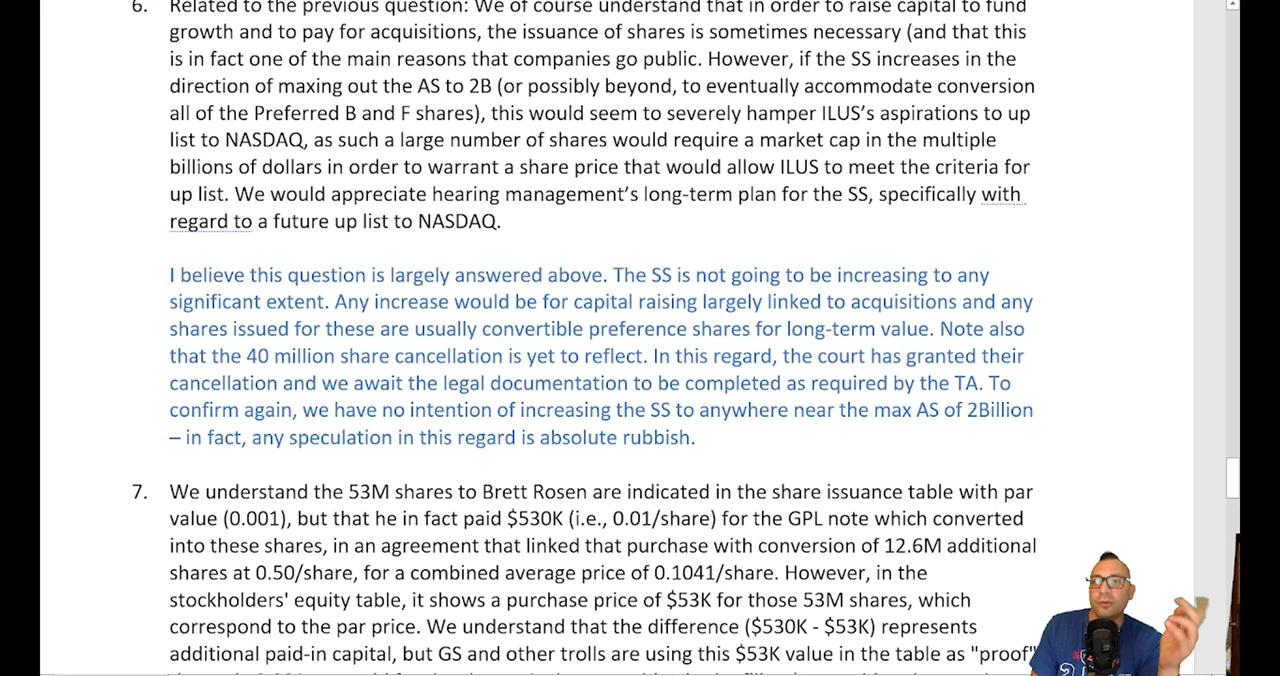 6. Related to the previous question: We of course understand that in order to raise capital to fund
growth and to pay for acquisitions, the issuance of shares is sometimes necessary (and that this
is in fact one of the main reasons that companies go public. However, if the SS increases in the
direction of maxing out the AS to 2B (or possibly beyond, to eventually accommodate conversion
all of the Preferred B and F shares), this would seem to severely hamper ILUS's aspirations to up
list to NASDAQ, as such a large number of shares would require a market cap in the multiple
billions of dollars in order to warrant a share price that would allow ILUS to meet the criteria for
up list. We would appreciate hearing management's long-term plan for the SS, specifically with
regard to a future up list to NASDAQ.
I believe this question is largely answered above. The SS is not going to be increasing to any
significant extent. Any increase would be for capital raising largely linked to acquisitions and any
shares issued for these are usually convertible preference shares for long-term value. Note also
that the 40 million share cancellation is yet to reflect. In this regard, the court has granted their
cancellation and we await the legal documentation to be completed as required by the TA. To
confirm again, we have no intention of increasing the SS to anywhere near the max AS of 2Billion
– in fact, any speculation in this regard is absolute rubbish.
7. We understand the 53M shares to Brett Rosen are indicated in the share issuance table with par
value (0.001), but that he in fact paid $530K (i.e., 0.01/share) for the GPL note which converted
into these shares, in an agreement that linked that purchase with conversion of 12.6M additional
shares at 0.50/share, for a combined average price of 0.1041/share. However, in the
stockholders' equity table, it shows a purchase price of $53K for those 53M shares, which
correspond to the par price. We understand that the difference ($530K - $53K) represents
additional paid-in capital, but GS and other trolls are using this $53K value in the table as "proof"